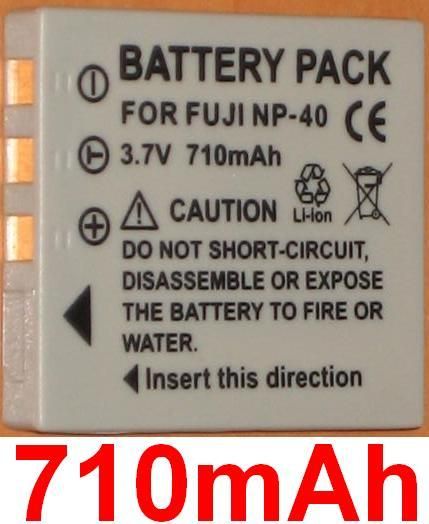 BATTERY PACK
FOR FUJI NP-40 CE
3.7V 710mAh
CAUTION
Li-ion
DO NOT SHORT-CIRCUIT,
DISASSEMBLE OR EXPOSE
THE BATTERY TO FIRE OR
WATER.
Insert this direction
710mAh